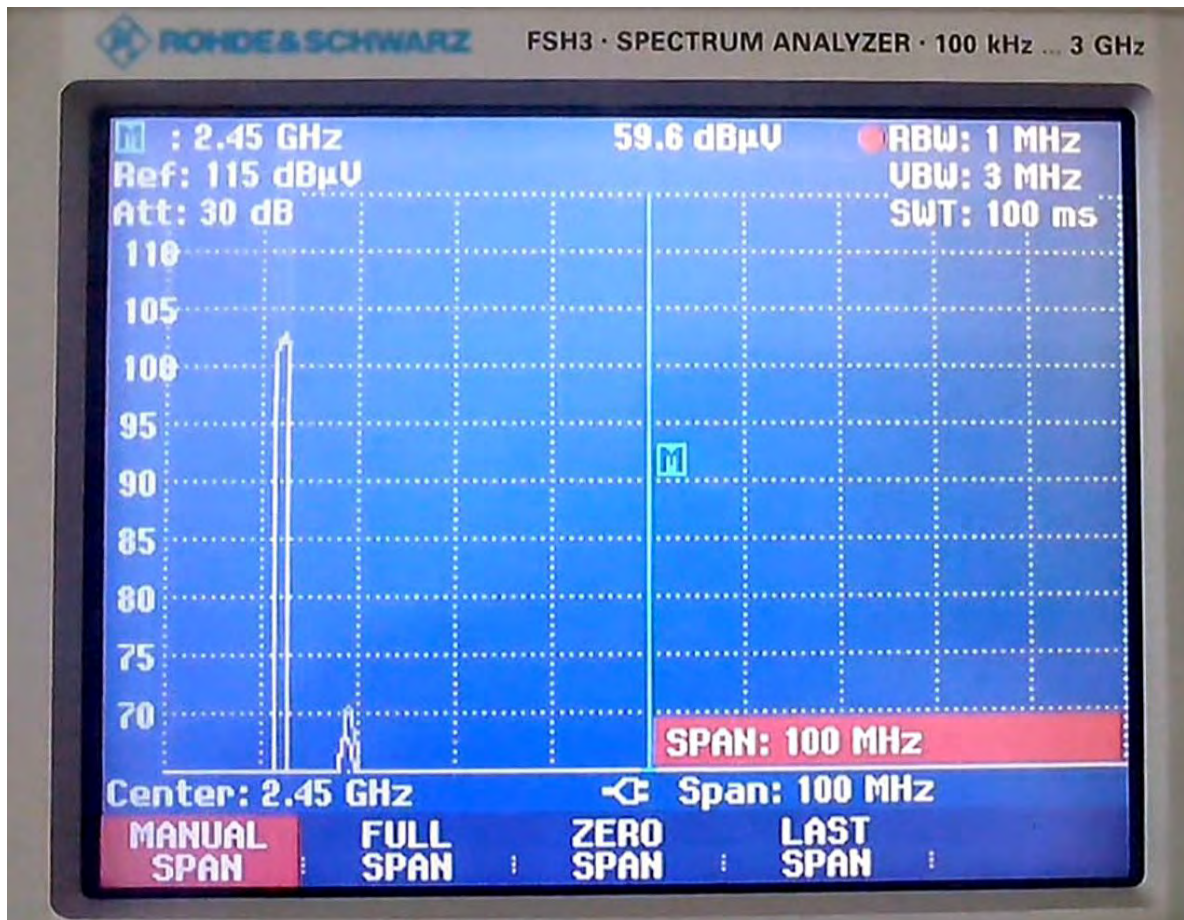 ROHDE & SCHWARZ FSH3 · SPECTRUM ANALYZER · 100 kHz ... 3 GHz
M : 2.45 GHz 59.6 dBµV RBW: 1 MHz
Ref: 115 dBµV VBW: 3 MHz
Att: 30 dB SWT: 100 ms
110
105
100
95
M
90
85
80
75
70
SPAN: 100 MHz
Center: 2.45 GHz Span: 100 MHz
MANUAL SPAN
FULL SPAN
ZERO SPAN
LAST SPAN